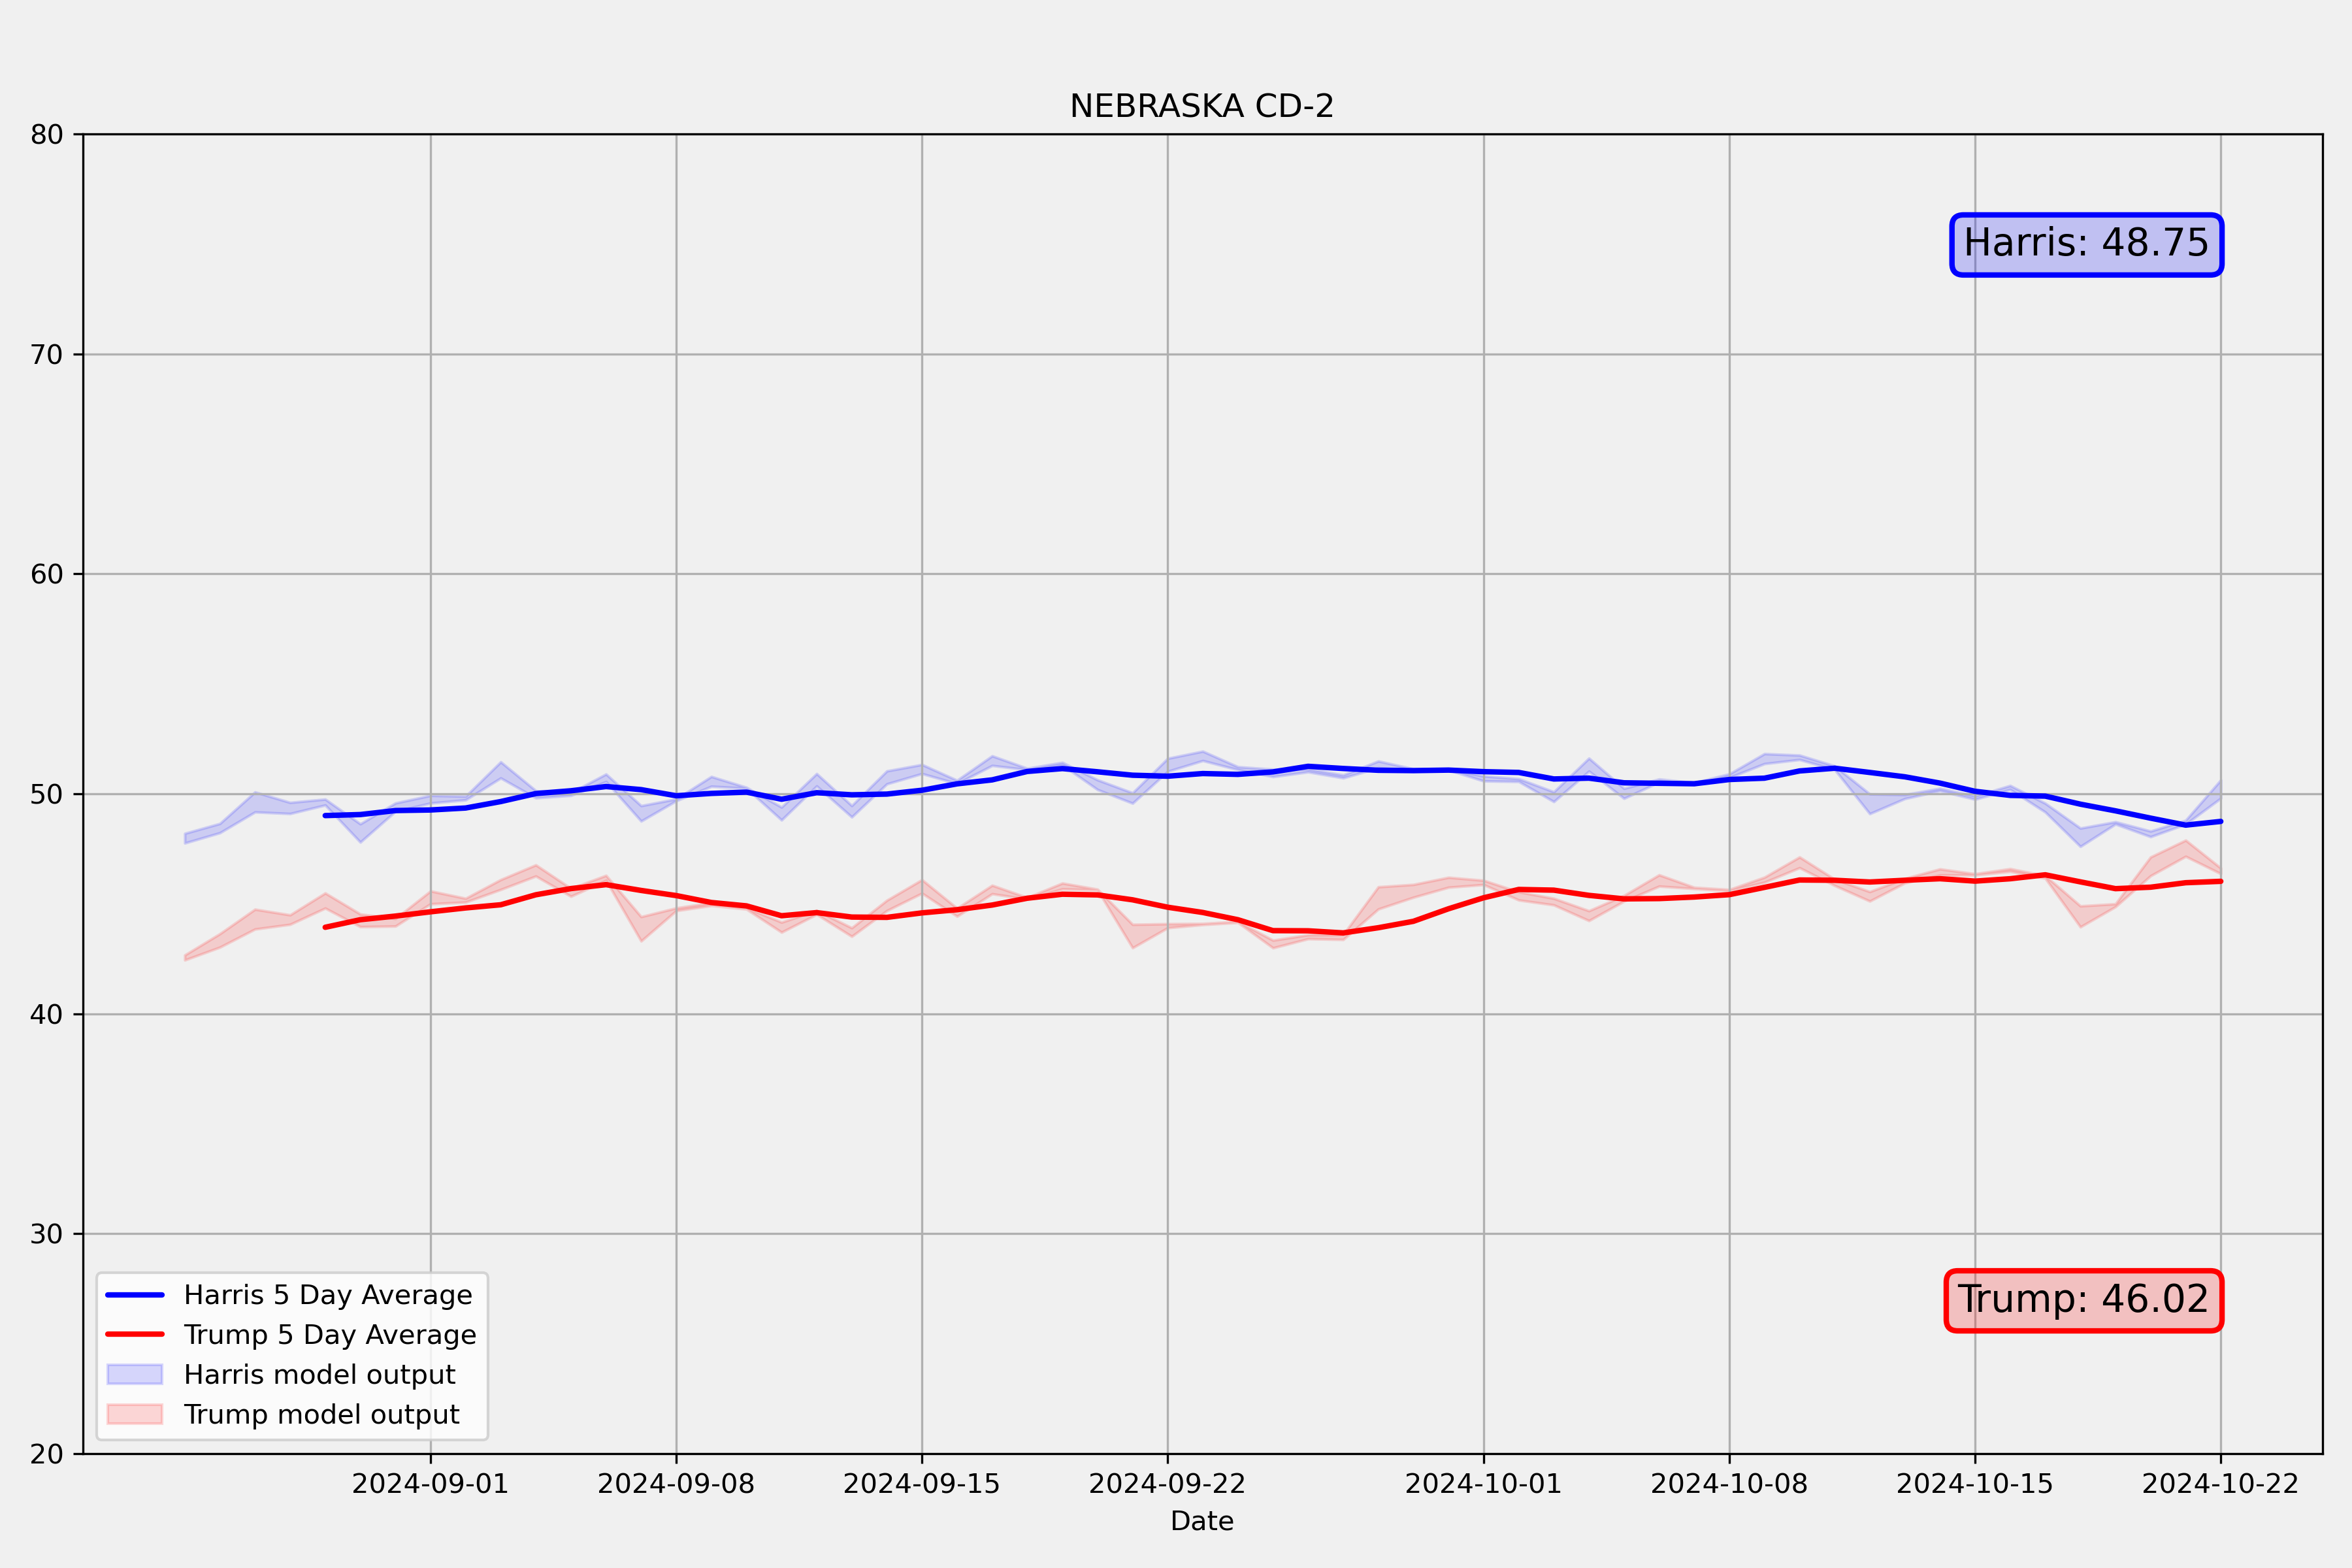 NEBRASKA CD-2
80
70
60
50
40
30
20
Harris: 48.75
Trump: 46.02
Harris 5 Day Average
Trump 5 Day Average
Harris model output
Trump model output
2024-09-01 2024-09-08 2024-09-15 2024-09-22 2024-10-01 2024-10-08 2024-10-15 2024-10-22
Date